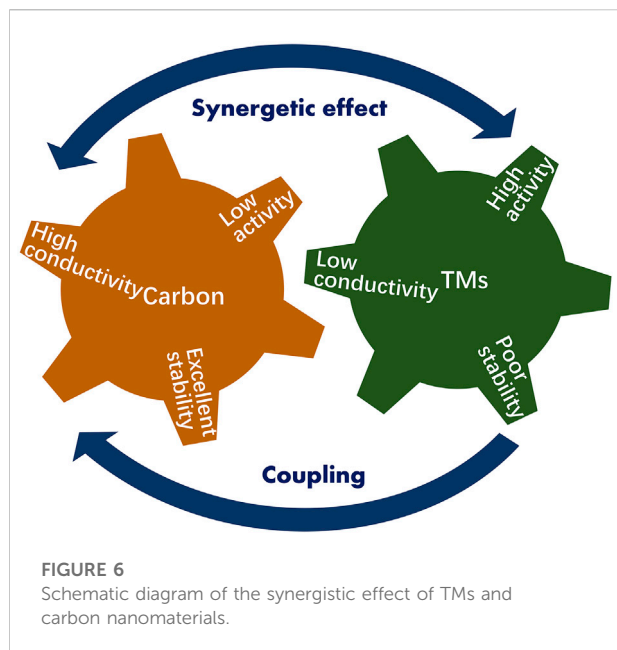 Synergetic effect
High
conductivity
Low
activity
Carbon
Excellent
stability
High
activity
Low
conductivity
TMs
Poor
stability
Coupling
FIGURE 6
Schematic diagram of the synergistic effect of TMs and
carbon nanomaterials.